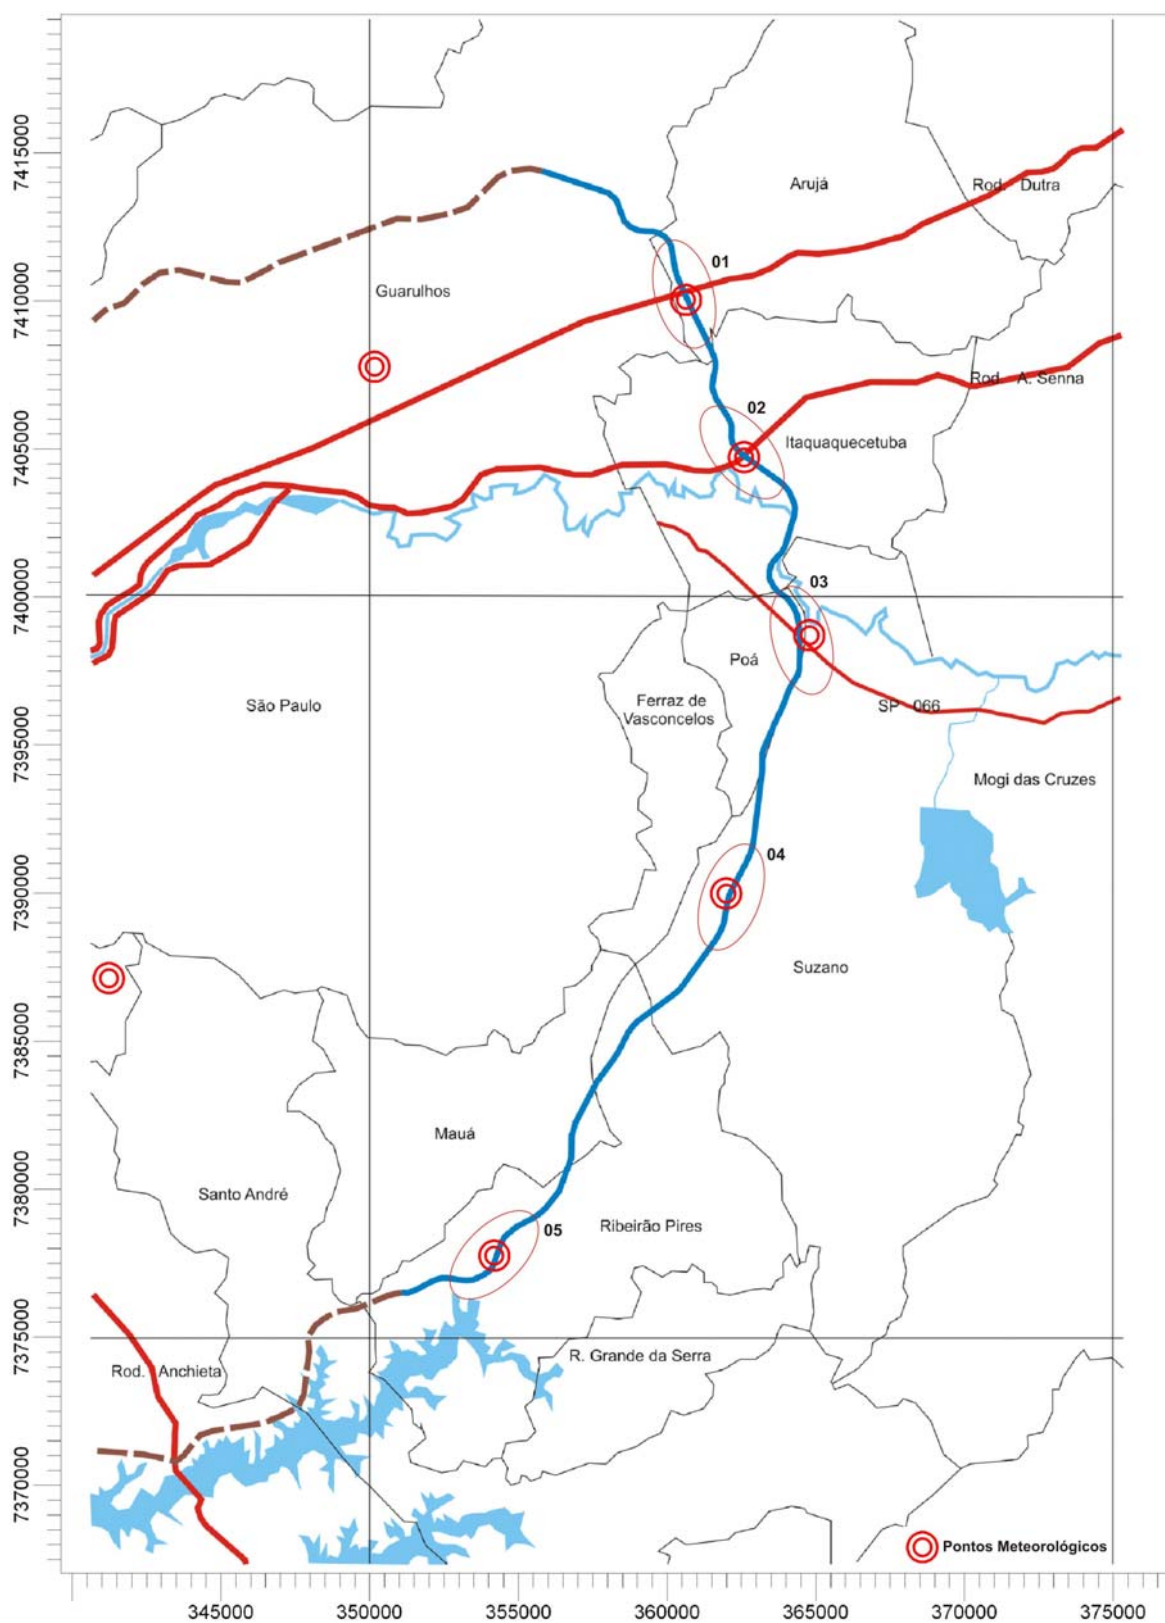 7415000
Arujá
Rod. Dutra
01
Guarulhos
7410000
Rod. A. Senna
02
Itaquaquecetuba
7405000
03
7400000
Poá
São Paulo
Ferraz de
Vasconcelos
SP 066
7395000
Mogi das Cruzes
04
7390000
Suzano
7385000
Mauá
7380000
Santo André
05
Ribeirão Pires
7375000
R. Grande da Serra
Rod. Anchieta
7370000
Pontos Meteorológicos
345000 350000 355000 360000 365000 370000 375000